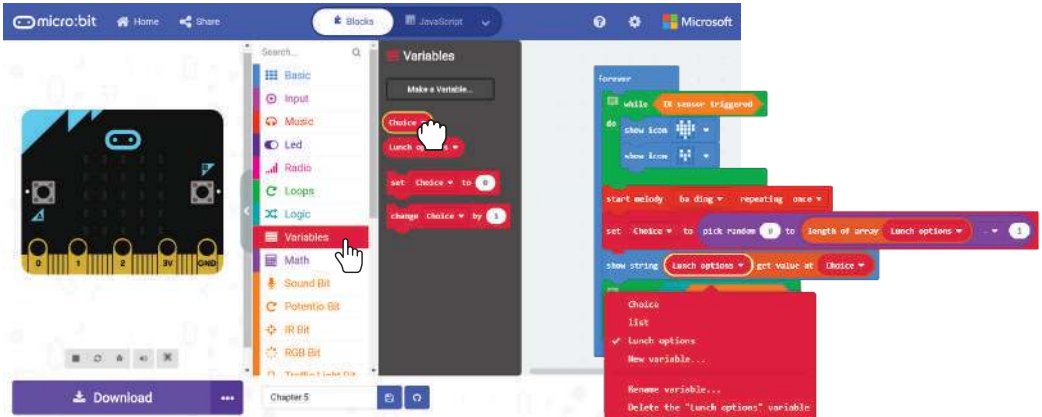 micro:bit
Home
Share
Blocks
JavaScript
Microsoft
Search...
Basic
Input
Music
Led
Radio
Loops
Logic
Variables
Math
Sound Bit
Potentio Bit
IR Bit
RGB Bit
Traffic Light Bit
0 1 2 3V GND
Download
Chapter 5
Variables
Make a Variable...
Choice
Lunch options
set Choice to 0
change Choice by 1
forever
while IR sensor triggered
do show icon
show icon
start melody ba ding repeating once
set Choice to pick random 0 to length of array Lunch options - 1
show string Lunch options get value at Choice
Choice
list
✓ Lunch options
New variable...
Rename variable...
Delete the "Lunch options" variable